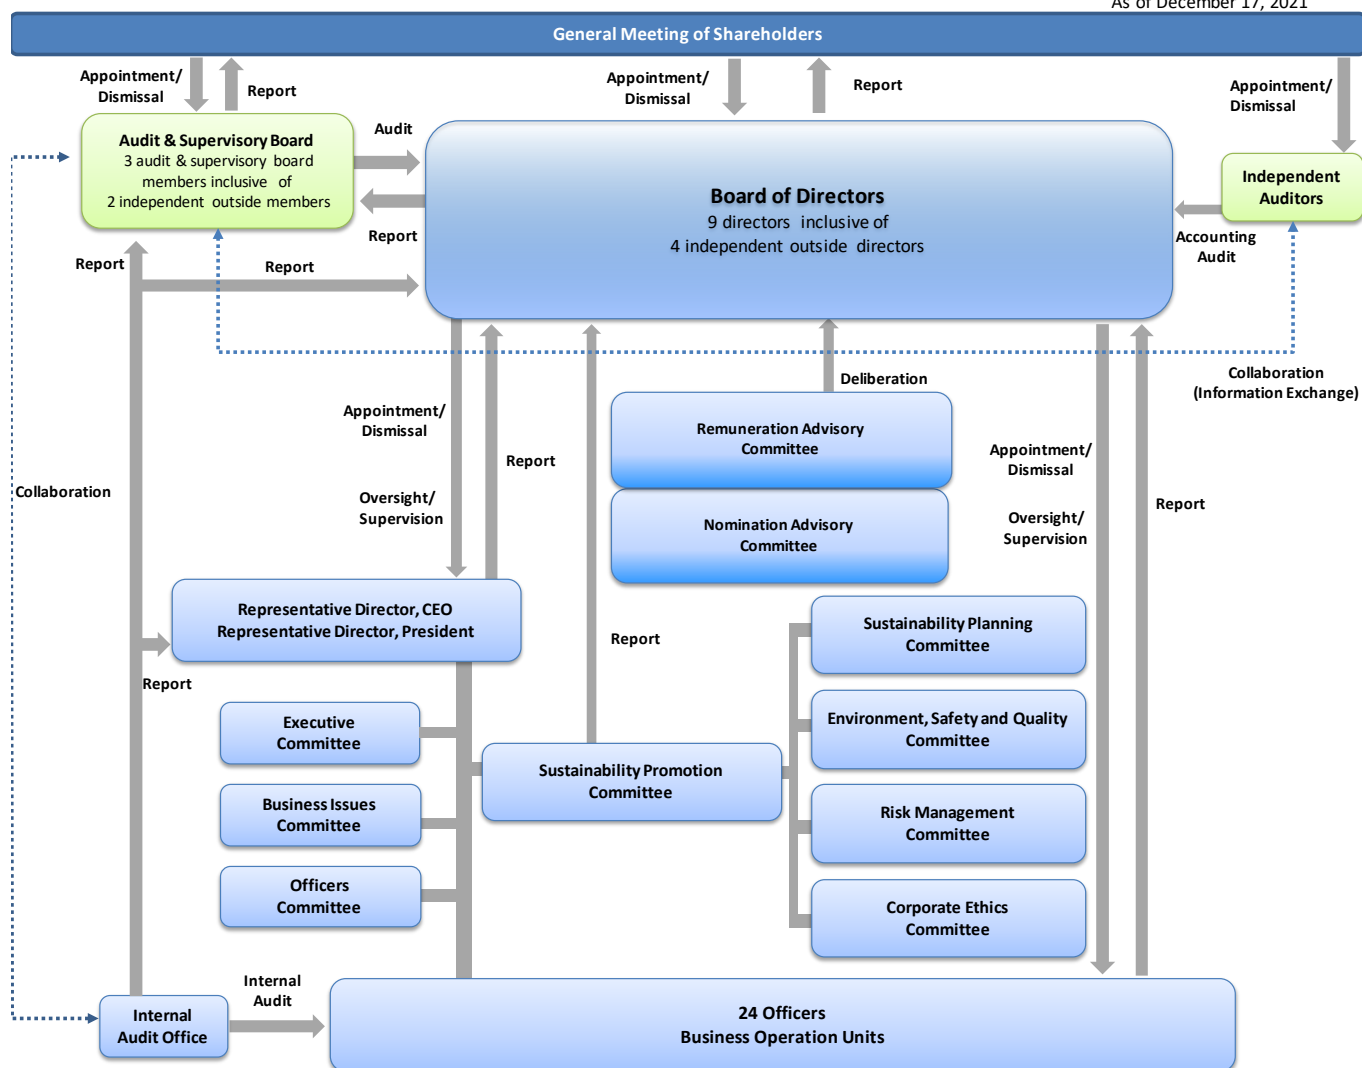 As of December 17, 2021
General Meeting of Shareholders
Appointment/
Dismissal
Report
Appointment/
Dismissal
Report
Appointment/
Dismissal
Audit & Supervisory Board
3 audit & supervisory board
members inclusive of
2 independent outside members
Audit
Report
Board of Directors
9 directors inclusive of
4 independent outside directors
Independent
Auditors
Accounting
Audit
Report
Report
Collaboration
(Information Exchange)
Deliberation
Appointment/
Dismissal
Oversight/
Supervision
Report
Remuneration Advisory
Committee
Nomination Advisory
Committee
Appointment/
Dismissal
Oversight/
Supervision
Report
Collaboration
Representative Director, CEO
Representative Director, President
Report
Report
Sustainability Planning
Committee
Executive
Committee
Environment, Safety and Quality
Committee
Sustainability Promotion
Committee
Business Issues
Committee
Risk Management
Committee
Officers
Committee
Corporate Ethics
Committee
Internal
Audit
Internal
Audit Office
24 Officers
Business Operation Units